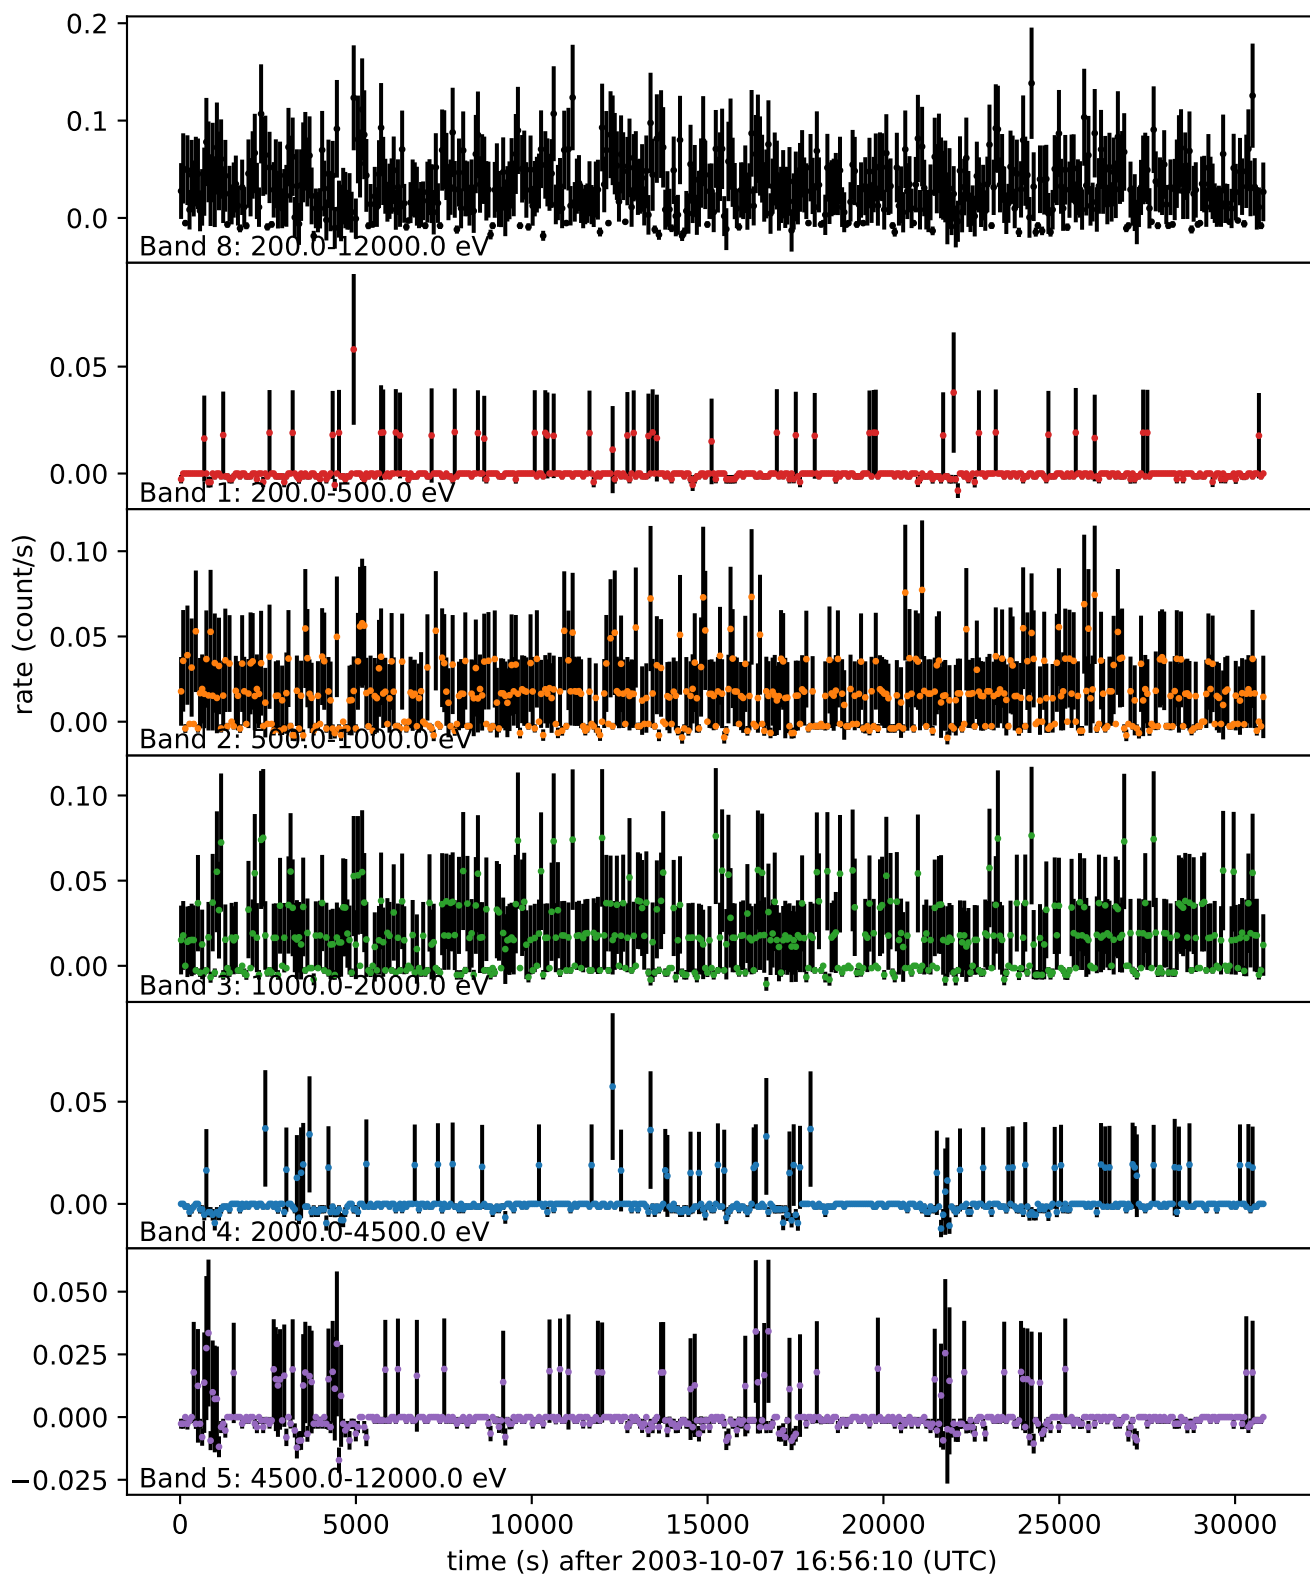 0.2
0.1
0.0
Band 8: 200.0-12000.0 eV
0.05
0.00
Band 1: 200.0-500.0 eV
0.10
0.05
0.00
Band 2: 500.0-1000.0 eV
rate (count/s)
0.10
0.05
0.00
Band 3: 1000.0-2000.0 eV
0.05
0.00
Band 4: 2000.0-4500.0 eV
0.050
0.025
0.000
−0.025
Band 5: 4500.0-12000.0 eV
0 5000 10000 15000 20000 25000 30000
time (s) after 2003-10-07 16:56:10 (UTC)